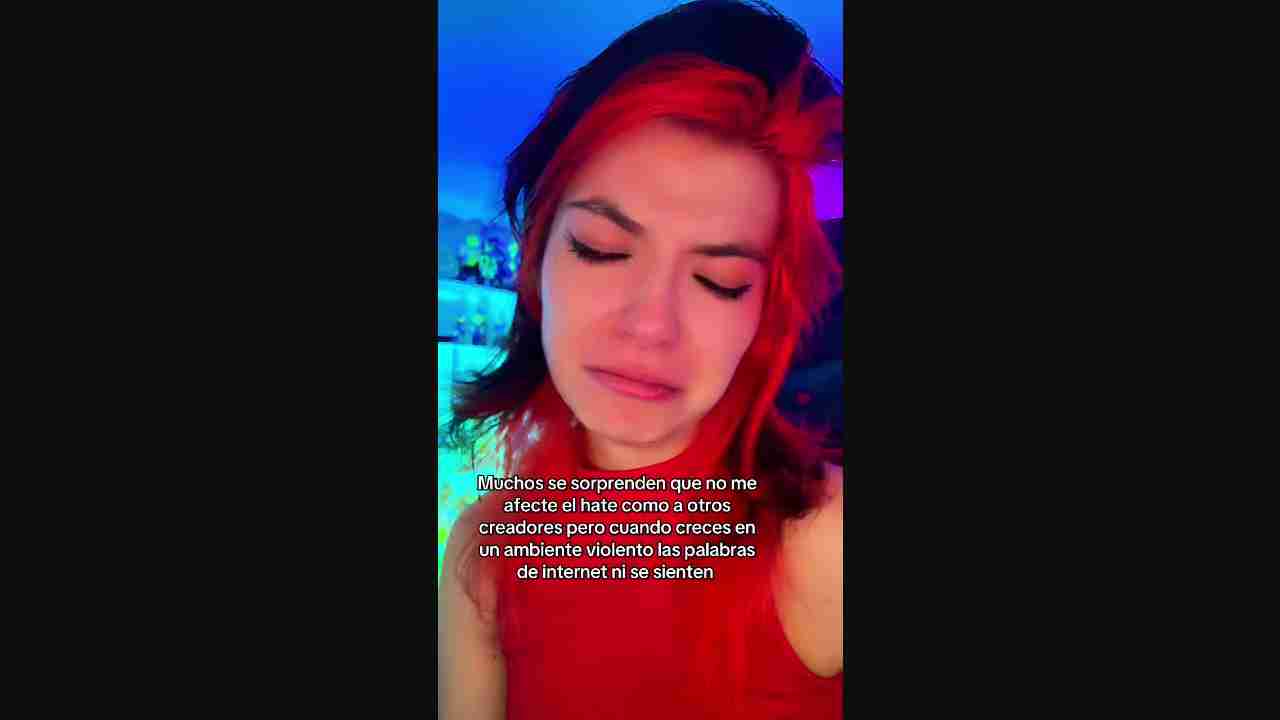 Muchos se sorprenden que no me
afecte el hate como a otros
creadores pero cuando creces en
un ambiente violento las palabras
de internet ni se sienten